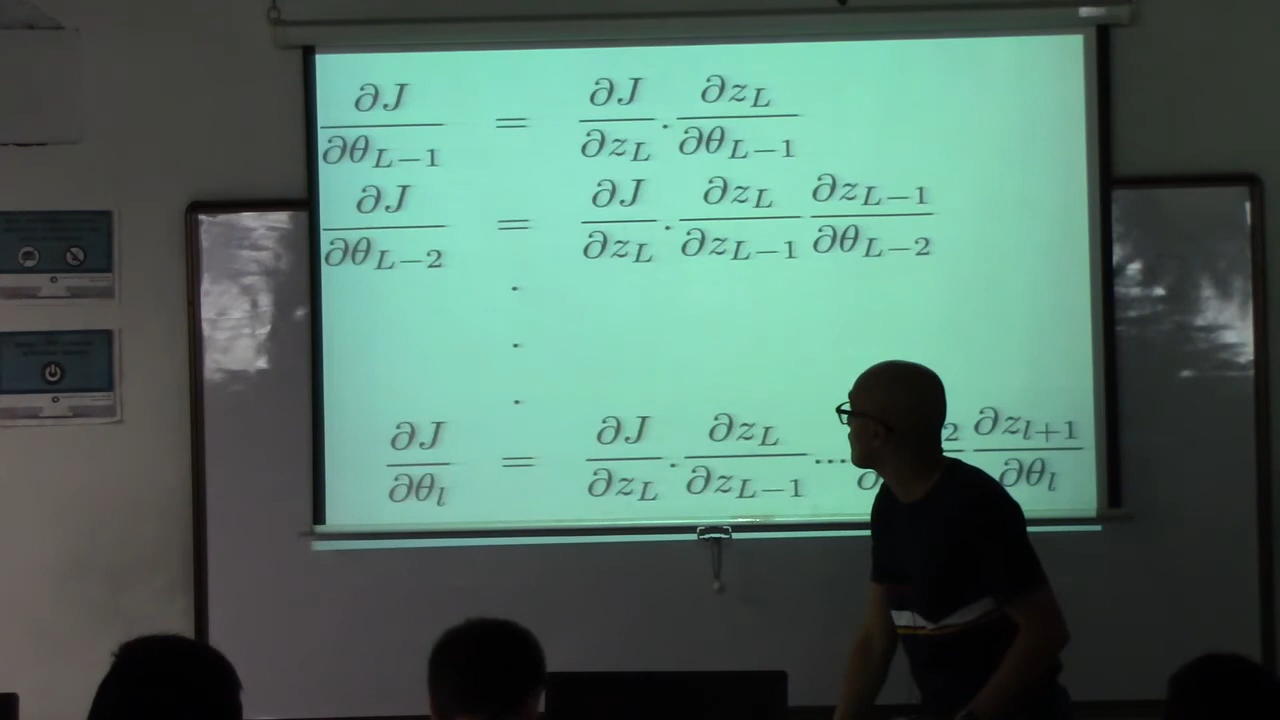 ∂J/∂θ_{L−1} = ∂J/∂z_L · ∂z_L/∂θ_{L−1}
∂J/∂θ_{L−2} = ∂J/∂z_L · ∂z_L/∂z_{L−1} ∂z_{L−1}/∂θ_{L−2}
.
.
.
∂J/∂θ_l = ∂J/∂z_L · ∂z_L/∂z_{L−1} ... 2/∂ ∂z_{l+1}/∂θ_l